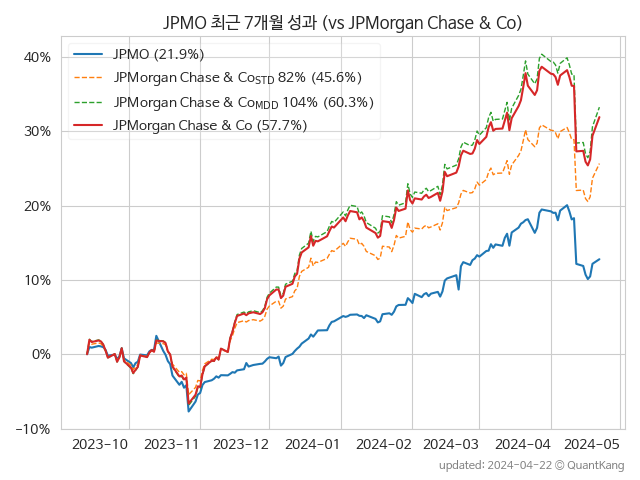 JPMO 최근 7개월 성과 (vs JPMorgan Chase & Co)
JPMO (21.9%)
JPMorgan Chase & CoSTD 82% (45.6%)
JPMorgan Chase & CoMDD 104% (60.3%)
JPMorgan Chase & Co (57.7%)
40%
30%
20%
10%
0%
−10%
2023−10 2023−11 2023−12 2024−01 2024−02 2024−03 2024−04 2024−05
updated: 2024−04−22 © QuantKang